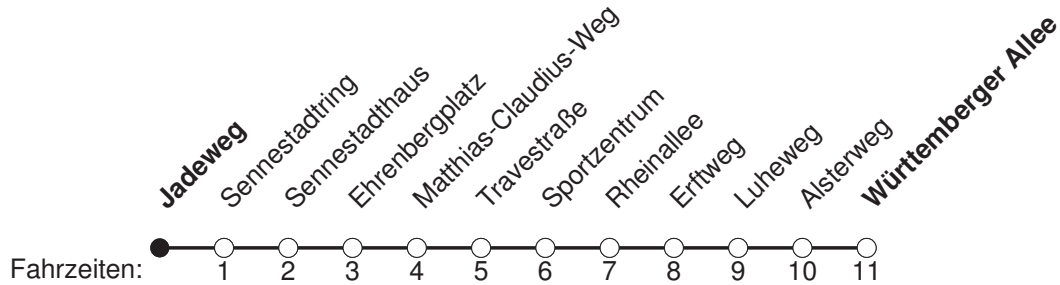 Jadeweg
Sennestadtring
Sennestadthaus
Ehrenbergplatz
Matthias-Claudius-Weg
Travestraße
Sportzentrum
Rheinallee
Erftweg
Luheweg
Alsterweg
Württemberger Allee
Fahrzeiten: 1 2 3 4 5 6 7 8 9 10 11